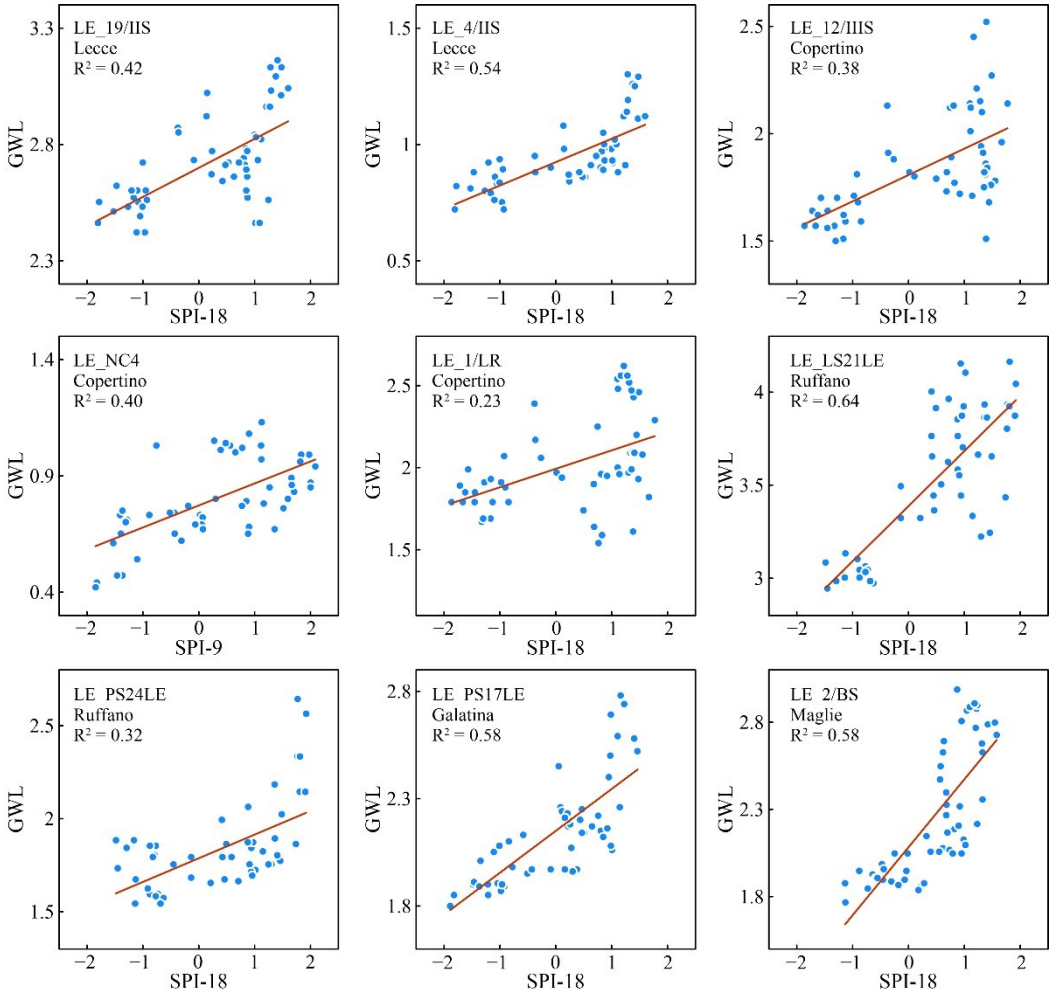 LE_19/IIS
Lecce
R² = 0.42
GWL
3.3
2.8
2.3
−2 −1 0 1 2
SPI-18
LE_4/IIS
Lecce
R² = 0.54
GWL
1.5
1
0.5
−2 −1 0 1 2
SPI-18
LE_12/IIIS
Copertino
R² = 0.38
GWL
2.5
2
1.5
−2 −1 0 1 2
SPI-18
LE_NC4
Copertino
R² = 0.40
GWL
1.4
0.9
0.4
−2 −1 0 1 2
SPI-9
LE_1/LR
Copertino
R² = 0.23
GWL
2.5
2
1.5
−2 −1 0 1 2
SPI-18
LE_LS21LE
Ruffano
R² = 0.64
GWL
4
3.5
3
−2 −1 0 1 2
SPI-18
LE_PS24LE
Ruffano
R² = 0.32
GWL
2.5
2
1.5
−2 −1 0 1 2
SPI-18
LE_PS17LE
Galatina
R² = 0.58
GWL
2.8
2.3
1.8
−2 −1 0 1 2
SPI-18
LE_2/BS
Maglie
R² = 0.58
GWL
2.8
2.3
1.8
−2 −1 0 1 2
SPI-18